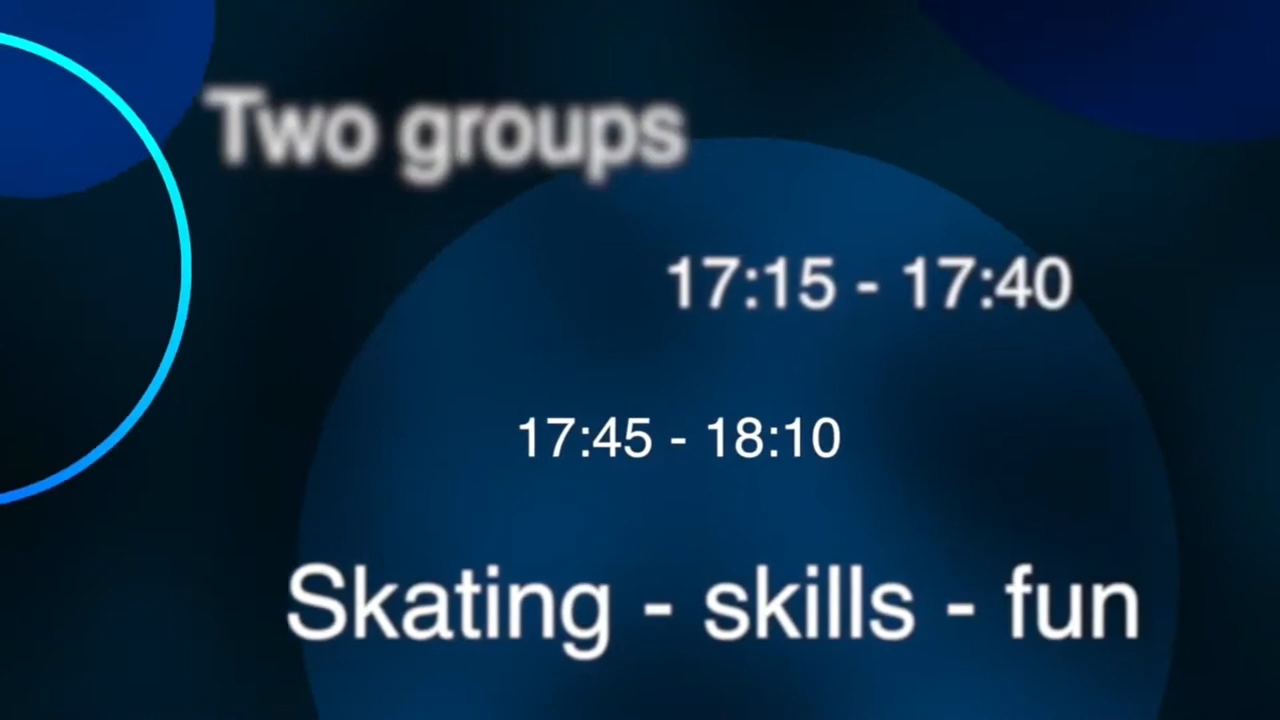 Two groups
17:15 - 17:40
17:45 - 18:10
Skating - skills - fun